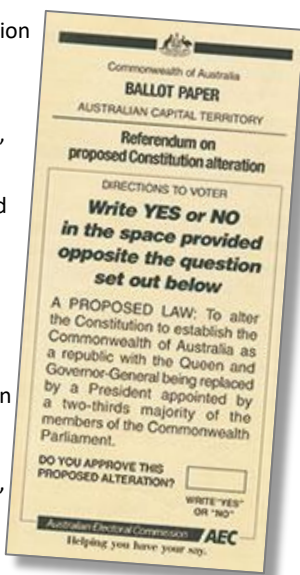 ion
,
d
n
,
Commonwealth of Australia
BALLOT PAPER
AUSTRALIAN CAPITAL TERRITORY
Referendum on
proposed Constitution alteration
DIRECTIONS TO VOTER
Write YES or NO
in the space provided
opposite the question
set out below
A PROPOSED LAW: To alter
the Constitution to establish the
Commonwealth of Australia as
a republic with the Queen and
Governor-General being replaced
by a President appointed by
a two-thirds majority of the
members of the Commonwealth
Parliament.
DO YOU APPROVE THIS
PROPOSED ALTERATION?
WRITE "YES"
OR "NO"
Australian Electoral Commission AEC
Helping you have your say.